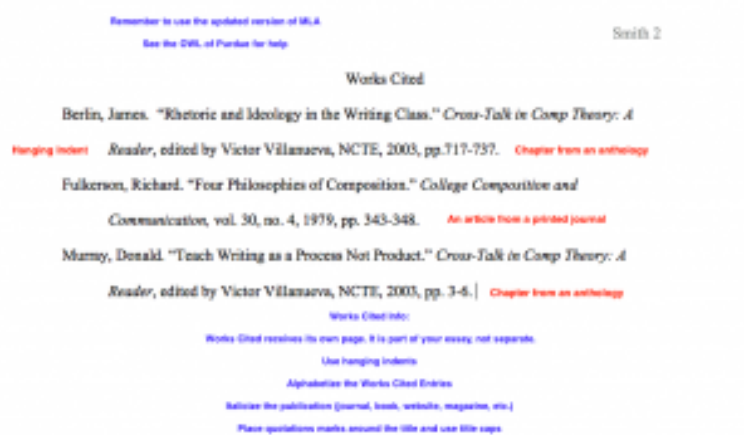 Remember to use the updated version of MLA
See the OWL of Purdue for help
Smith 2
Works Cited
Berlin, James. “Rhetoric and Ideology in the Writing Class.” Cross-Talk in Comp Theory: A
Hanging Indent Reader, edited by Victor Villanueva, NCTE, 2003, pp.717-737. Chapter from an anthology
Fulkerson, Richard. “Four Philosophies of Composition.” College Composition and
Communication, vol. 30, no. 4, 1979, pp. 343-348. An article from a printed journal
Murray, Donald. “Teach Writing as a Process Not Product.” Cross-Talk in Comp Theory: A
Reader, edited by Victor Villanueva, NCTE, 2003, pp. 3-6. Chapter from an anthology
Works Cited Info:
Works Cited receives its own page. It is part of your essay, not separate.
Use hanging indents
Alphabetize the Works Cited Entries
Italicize the publication (journal, book, website, magazine, etc.)
Place quotations marks around the title and use title caps